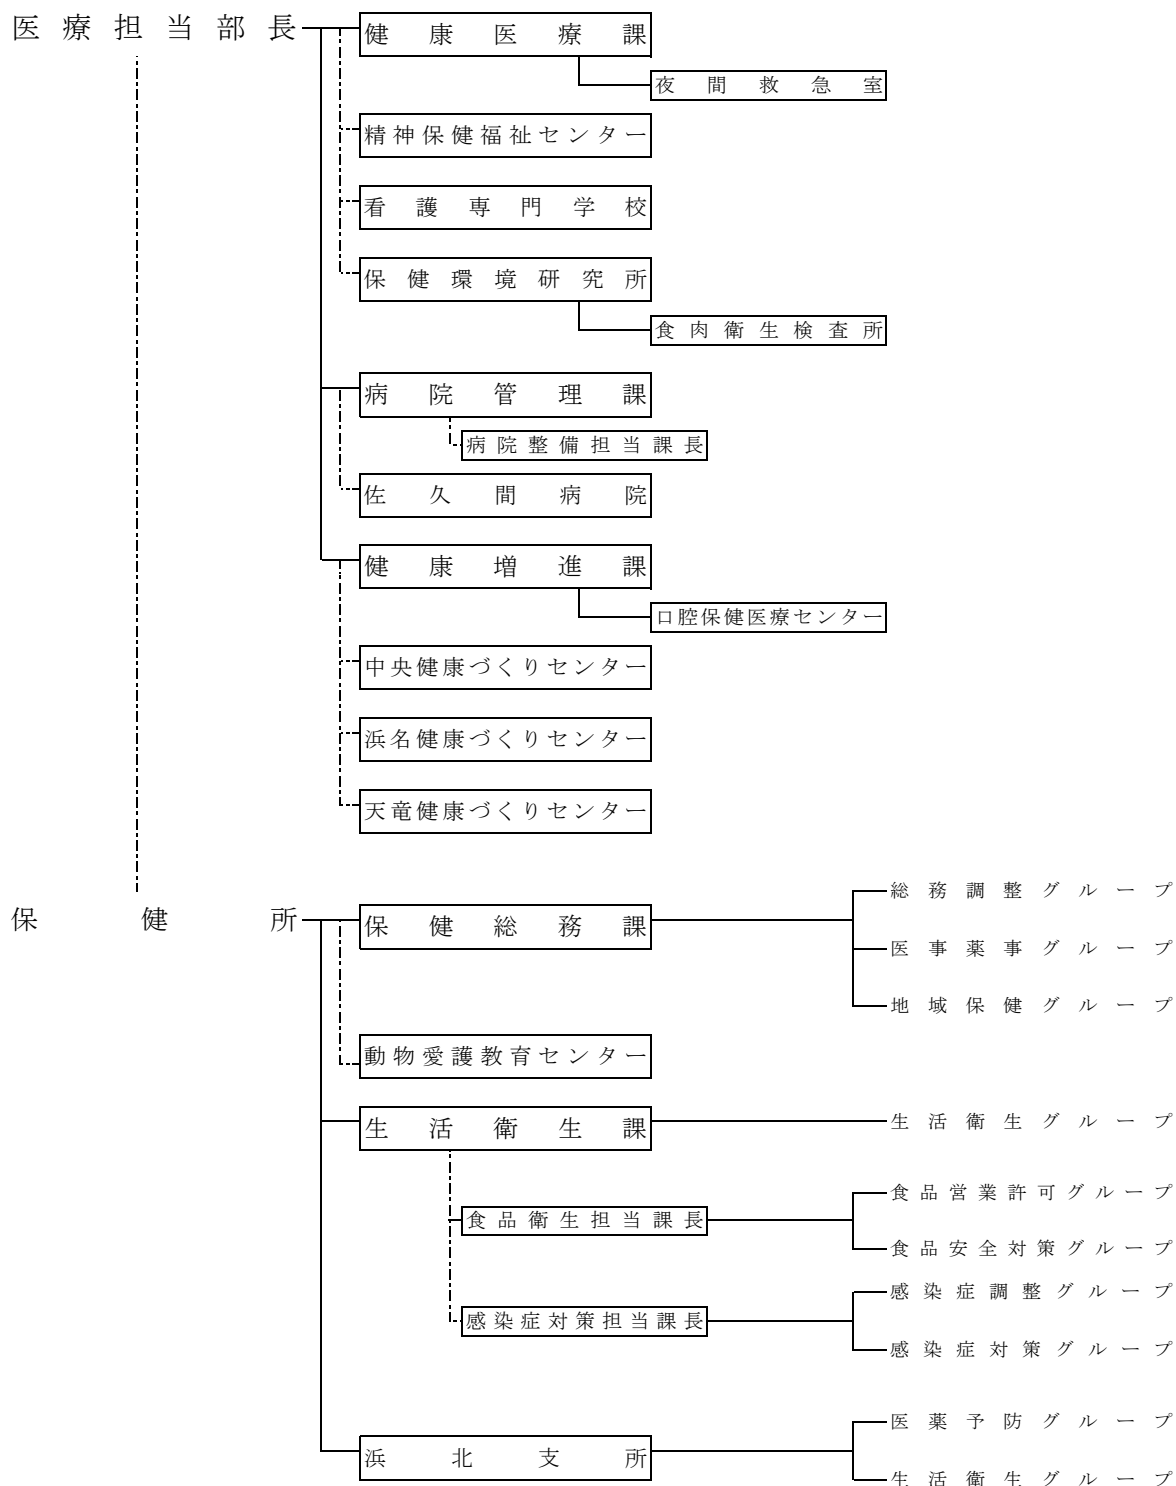 医療担当部長
健康医療課
夜間救急室
精神保健福祉センター
看護専門学校
保健環境研究所
食肉衛生検査所
病院管理課
病院整備担当課長
佐久間病院
健康増進課
口腔保健医療センター
中央健康づくりセンター
浜名健康づくりセンター
天竜健康づくりセンター
保健所
保健総務課
総務調整グループ
医事薬事グループ
地域保健グループ
動物愛護教育センター
生活衛生課
生活衛生グループ
食品営業許可グループ
食品衛生担当課長
食品安全対策グループ
感染症調整グループ
感染症対策担当課長
感染症対策グループ
医薬予防グループ
浜北支所
生活衛生グループ